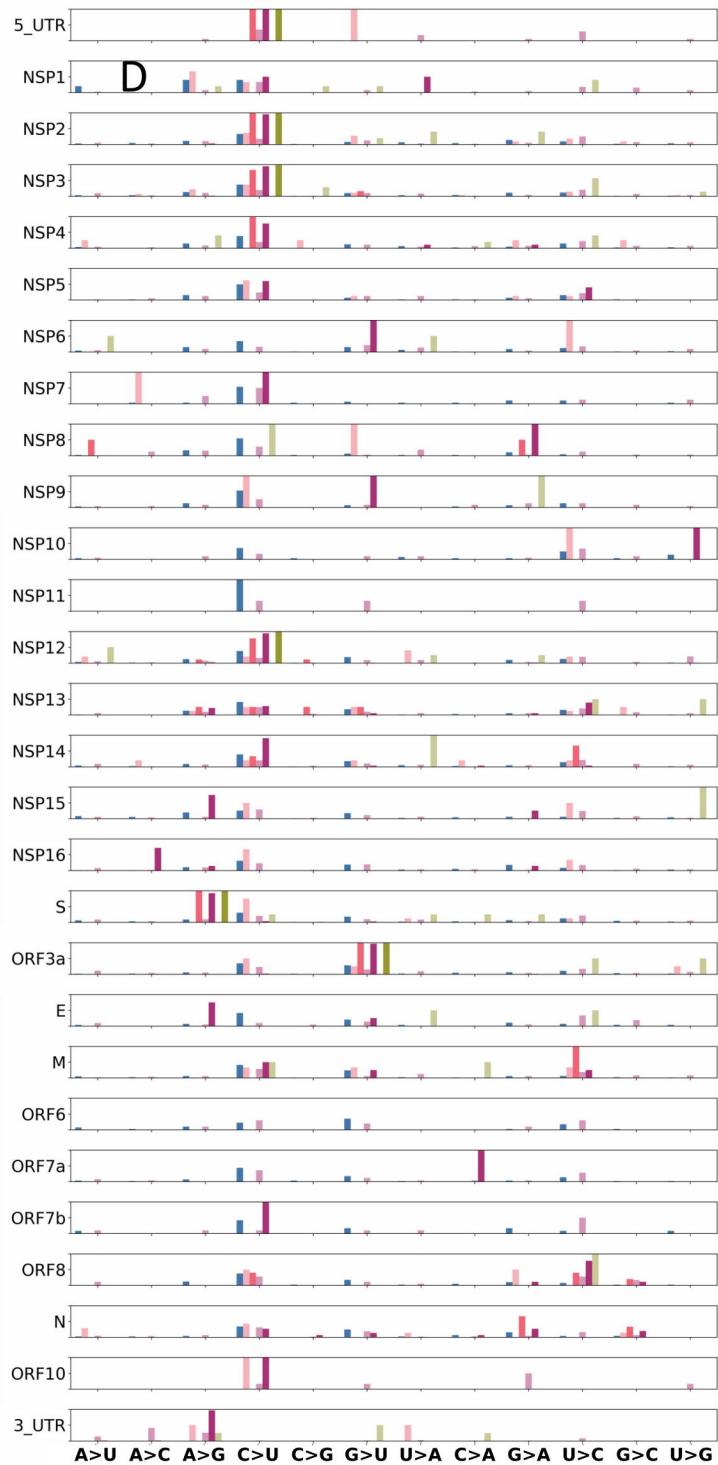 5_UTR
NSP1
D
NSP2
NSP3
NSP4
NSP5
NSP6
NSP7
NSP8
NSP9
NSP10
NSP11
NSP12
NSP13
NSP14
NSP15
NSP16
S
ORF3a
E
M
ORF6
ORF7a
ORF7b
ORF8
N
ORF10
3_UTR
A>U A>C A>G C>U C>G G>U U>A C>A G>A U>C G>C U>G